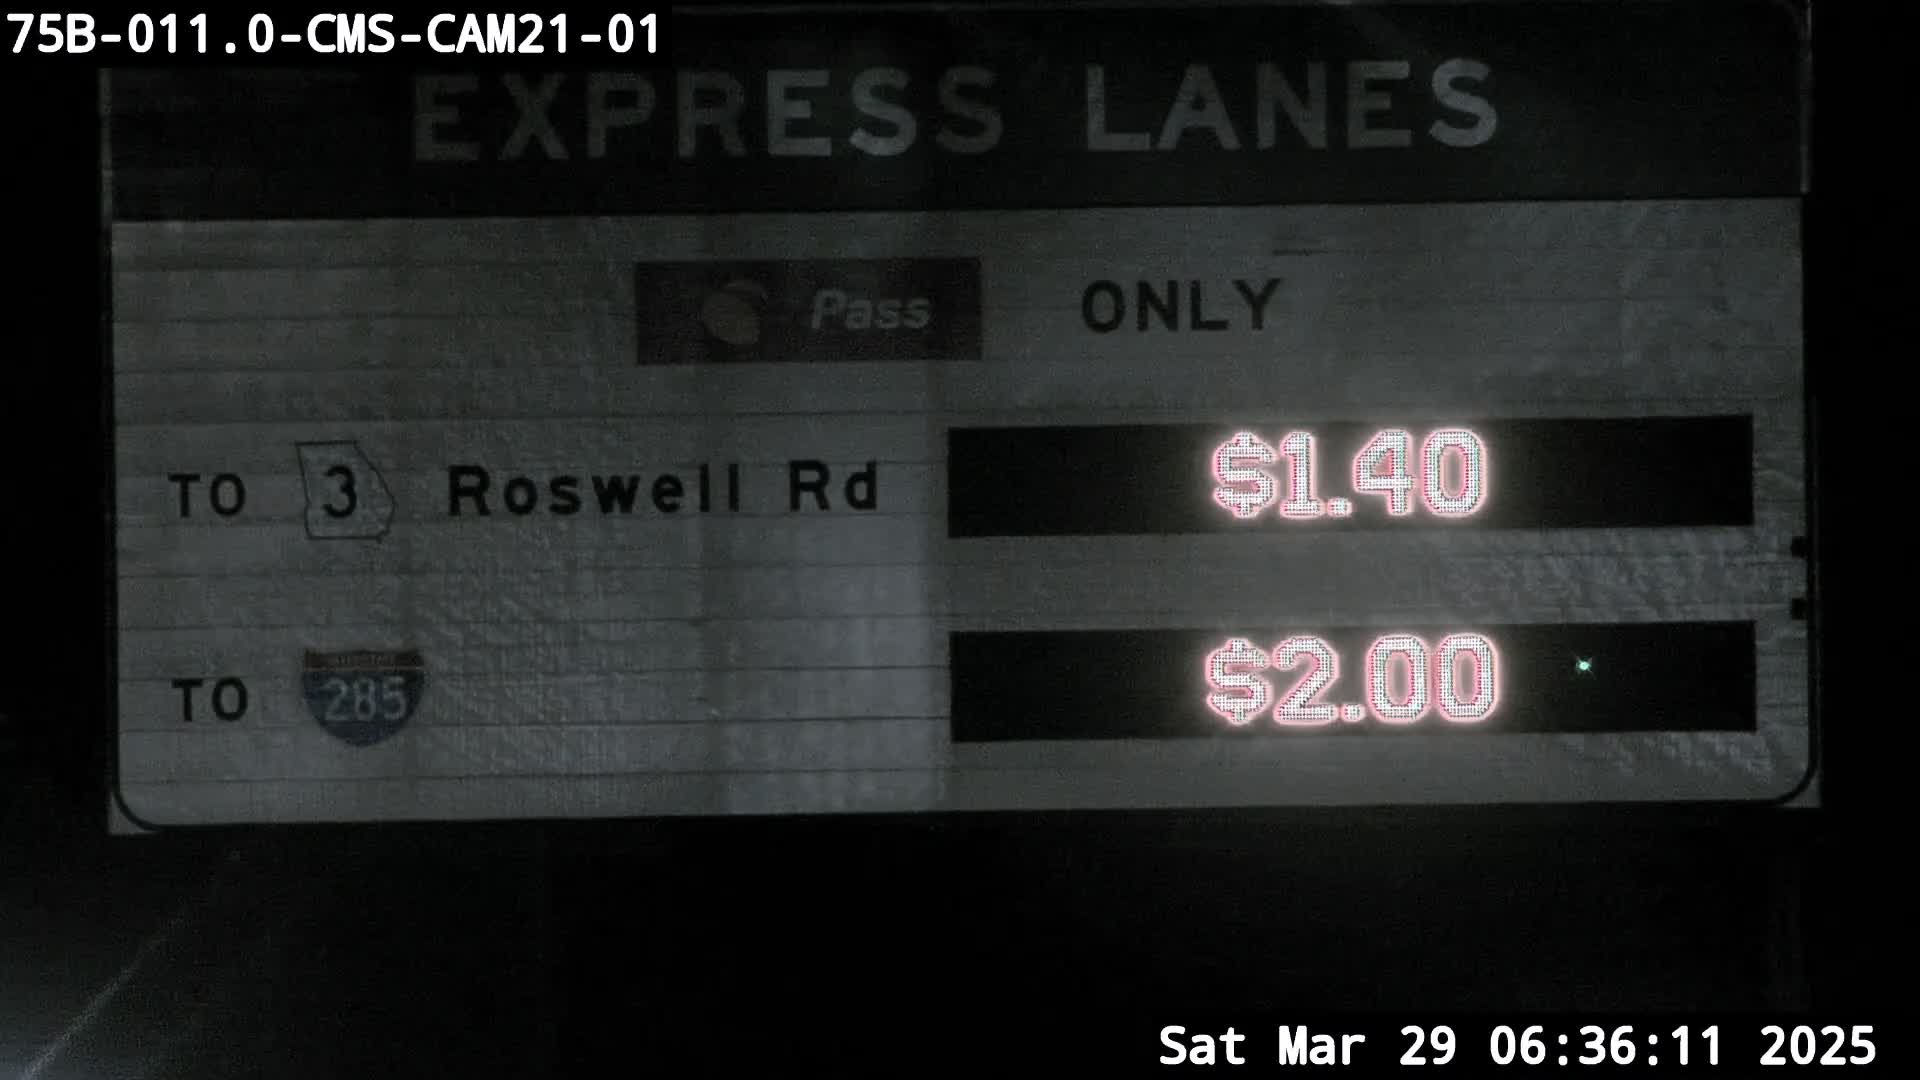 75B-011.0-CMS-CAM21-01
EXPRESS LANES
Pass ONLY
TO 3 Roswell Rd $1.40
TO 285 $2.00
Sat Mar 29 06:36:11 2025